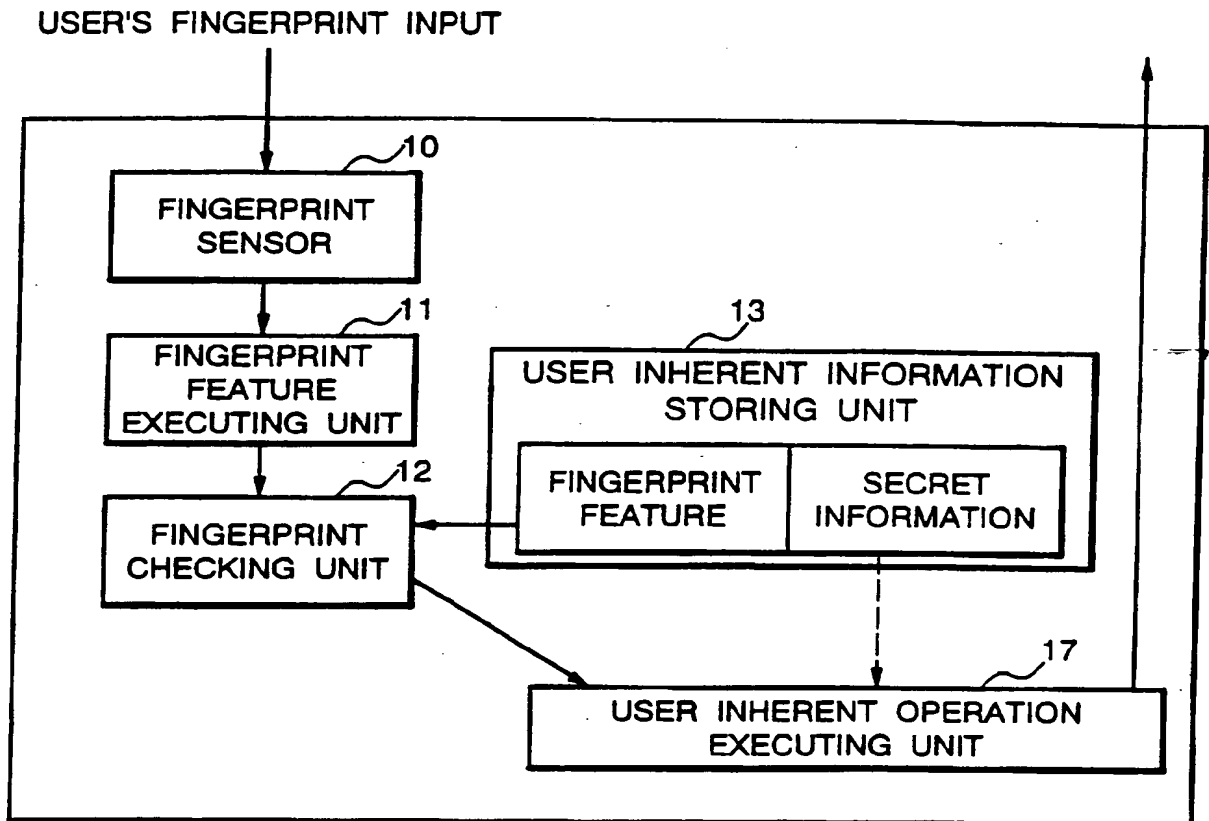 USER'S FINGERPRINT INPUT
10
FINGERPRINT
SENSOR
11
FINGERPRINT
FEATURE
EXECUTING UNIT
12
FINGERPRINT
CHECKING UNIT
13
USER INHERENT INFORMATION
STORING UNIT
FINGERPRINT
FEATURE
SECRET
INFORMATION
17
USER INHERENT OPERATION
EXECUTING UNIT